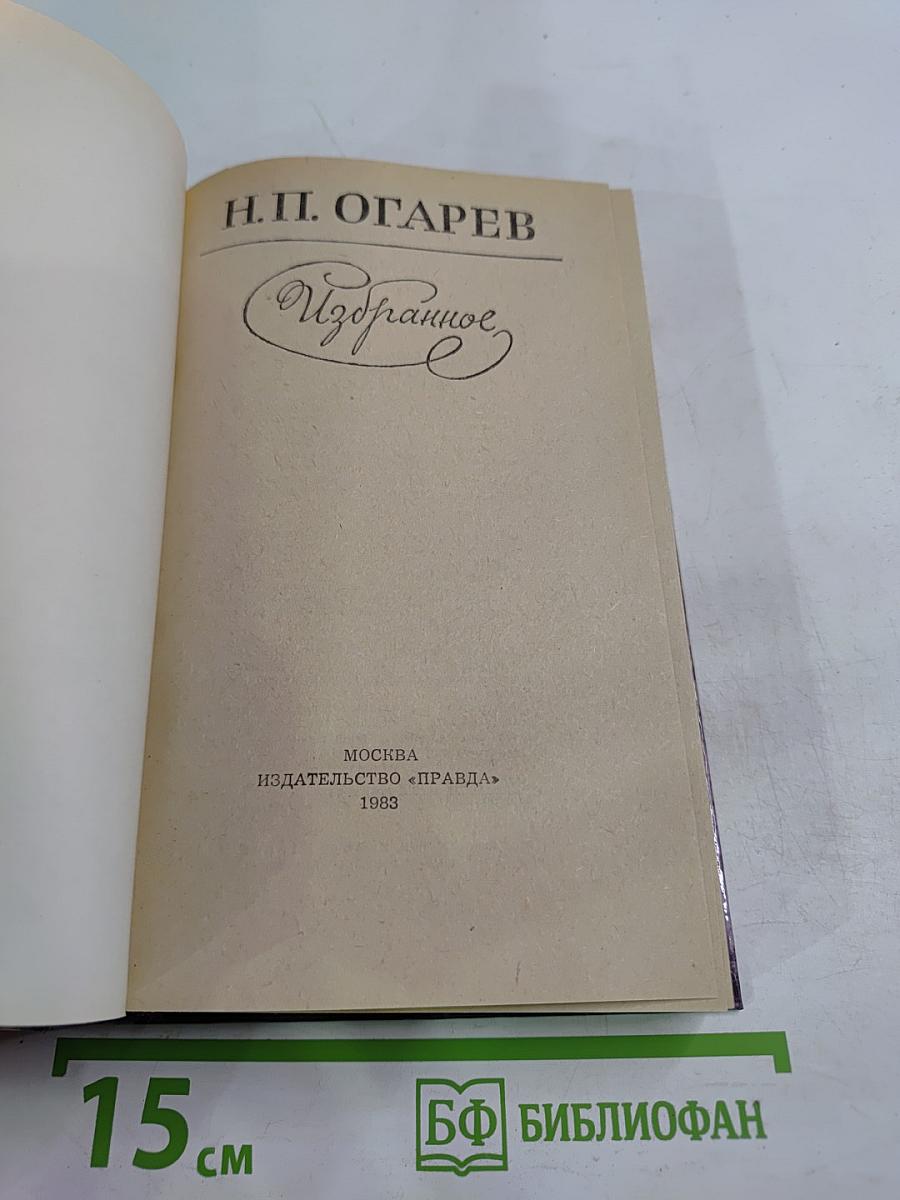 Н.П. ОГАРЕВ
Избранное
МОСКВА
ИЗДАТЕЛЬСТВО «ПРАВДА»
1983
15 см
БФ БИБЛИОФАН